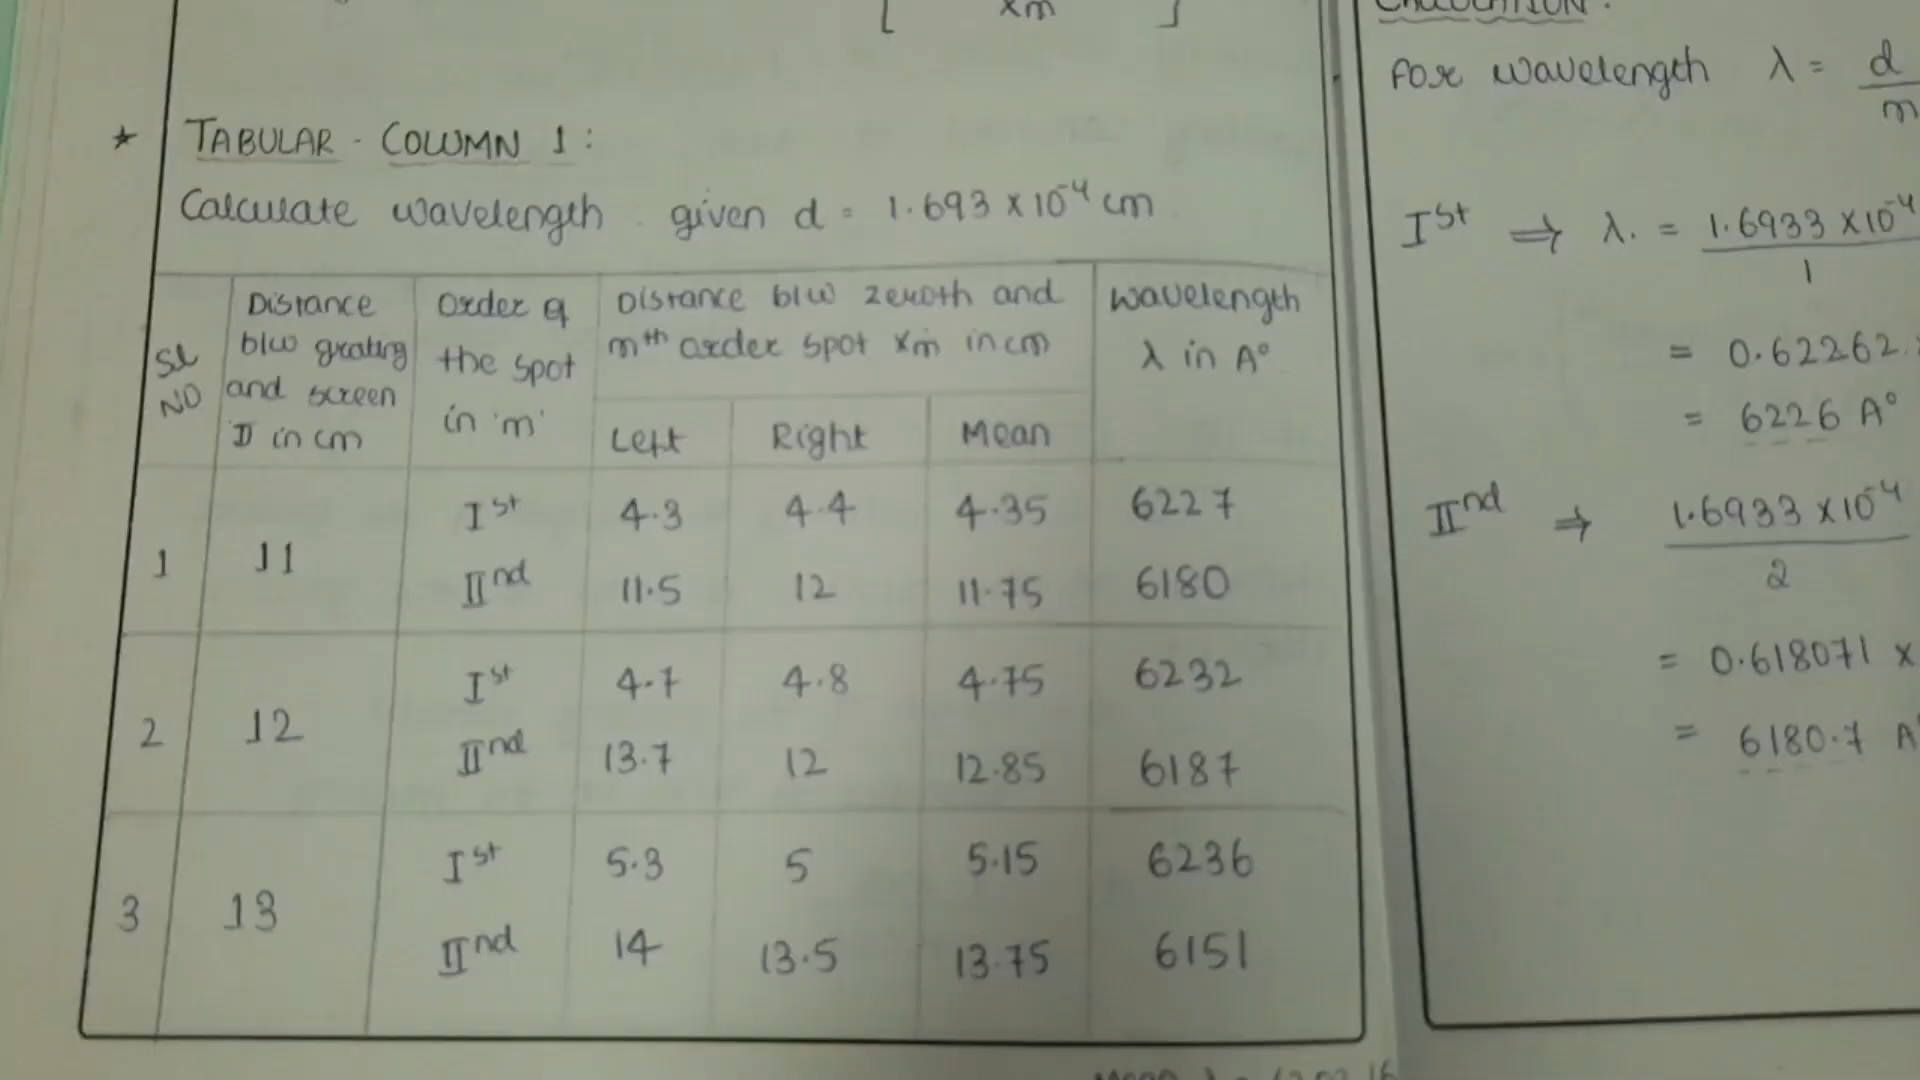 xm
★ TABULAR - COLUMN 1:
Calculate wavelength given d = 1.693 x 10⁻⁴ cm
Sl NO
Distance b/w grating and screen D in cm
Order of the spot in 'm'
Distance b/w zeroth and mᵗʰ order spot xm in cm
Wavelength λ in A°
Left Right Mean
1 11 Iˢᵗ 4.3 4.4 4.35 6227
IIⁿᵈ 11.5 12 11.75 6180
2 12 Iˢᵗ 4.7 4.8 4.75 6232
IIⁿᵈ 13.7 12 12.85 6187
3 13 Iˢᵗ 5.3 5 5.15 6236
IIⁿᵈ 14 13.5 13.75 6151
CALCULATION:
For wavelength λ = d/m
Iˢᵗ ⇒ λ. = 1.6933 x 10⁻⁴/1
= 0.62262
= 6226 A°
IIⁿᵈ ⇒ 1.6933 x 10⁻⁴/2
= 0.618071 x
= 6180.7 A°